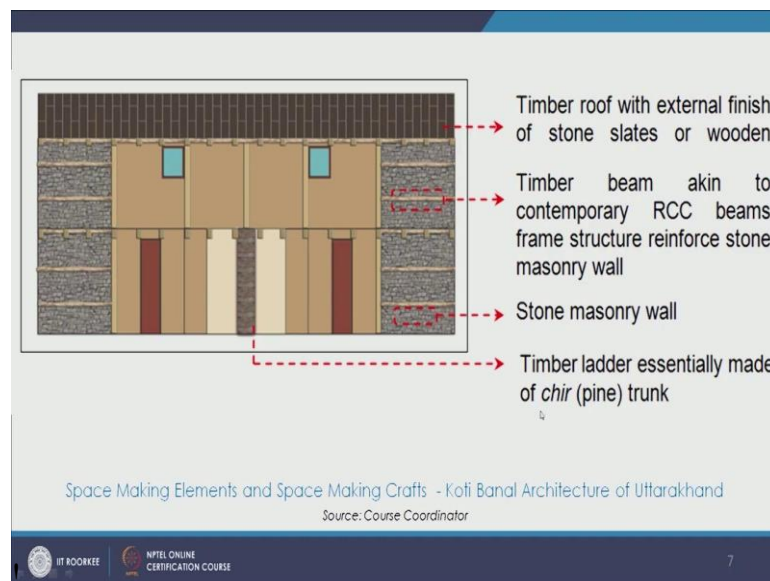 Timber roof with external finish
of stone slates or wooden
Timber beam akin to
contemporary RCC beams
frame structure reinforce stone
masonry wall
Stone masonry wall
Timber ladder essentially made
of chir (pine) trunk
Space Making Elements and Space Making Crafts - Koti Banal Architecture of Uttarakhand
Source: Course Coordinator
IIT ROORKEE
NPTEL ONLINE
CERTIFICATION COURSE
7